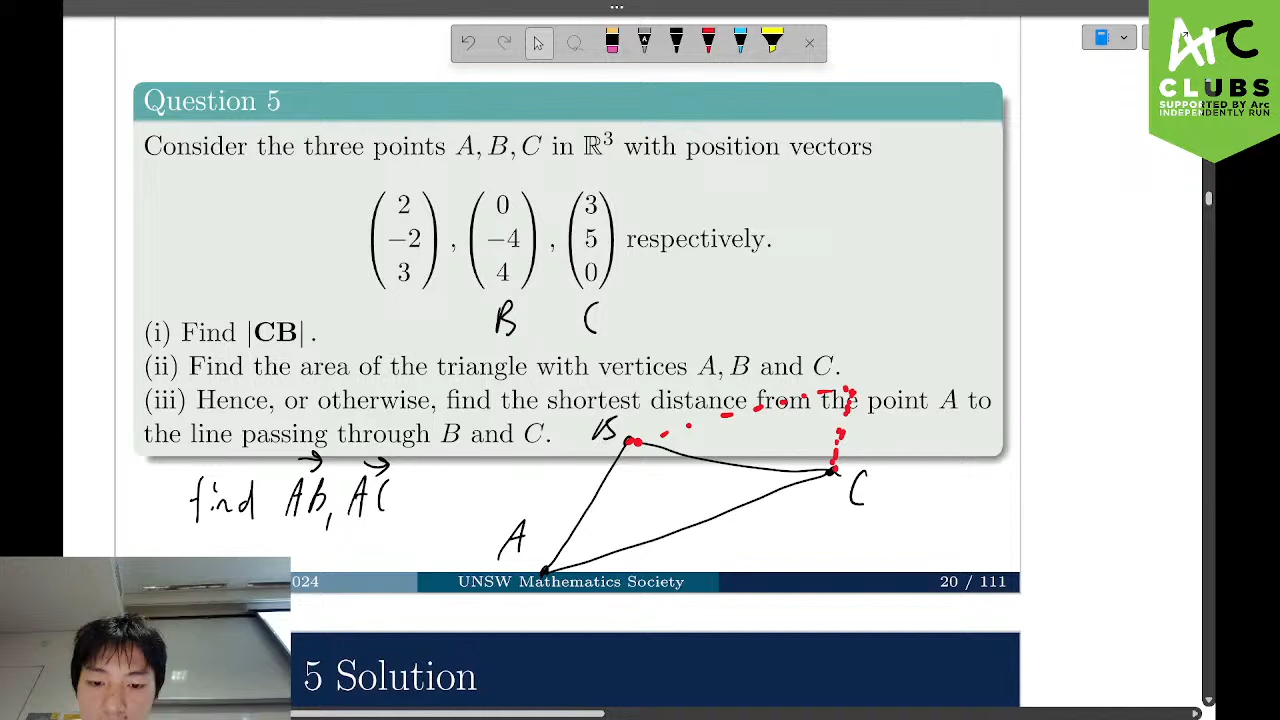 Arc
CLUBS
SUPPORTED BY Arc
INDEPENDENTLY RUN
Question 5
Consider the three points A, B, C in ℝ³ with position vectors
(2 −2 3), (0 −4 4), (3 5 0) respectively.
B C
(i) Find |CB|.
(ii) Find the area of the triangle with vertices A, B and C.
(iii) Hence, or otherwise, find the shortest distance from the point A to
the line passing through B and C.
B
find AB, AC
C
A
024 UNSW Mathematics Society 20 / 111
5 Solution